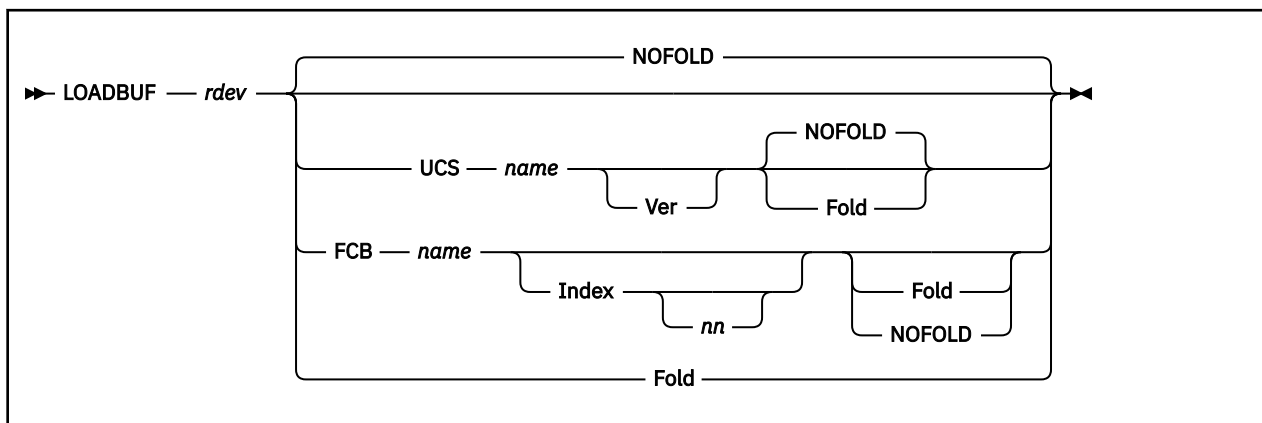 NOFOLD
LOADBUF rdev
NOFOLD
UCS name
Ver Fold
FCB name
Index Fold
nn NOFOLD
Fold